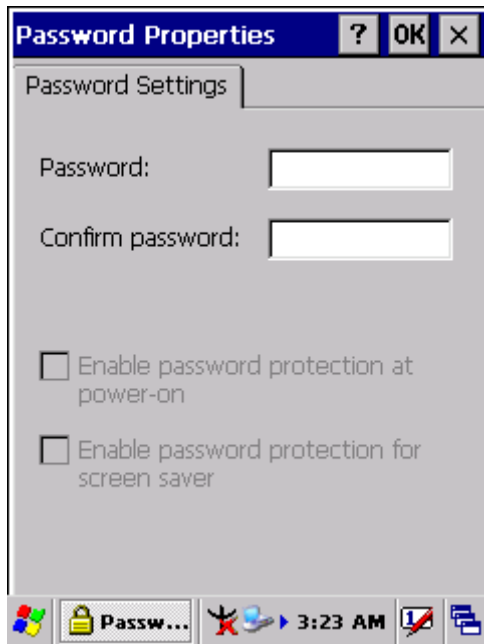 Password Properties ? OK ×
Password Settings
Password:
Confirm password:
Enable password protection at
power-on
Enable password protection for
screen saver
Passw... 3:23 AM 1